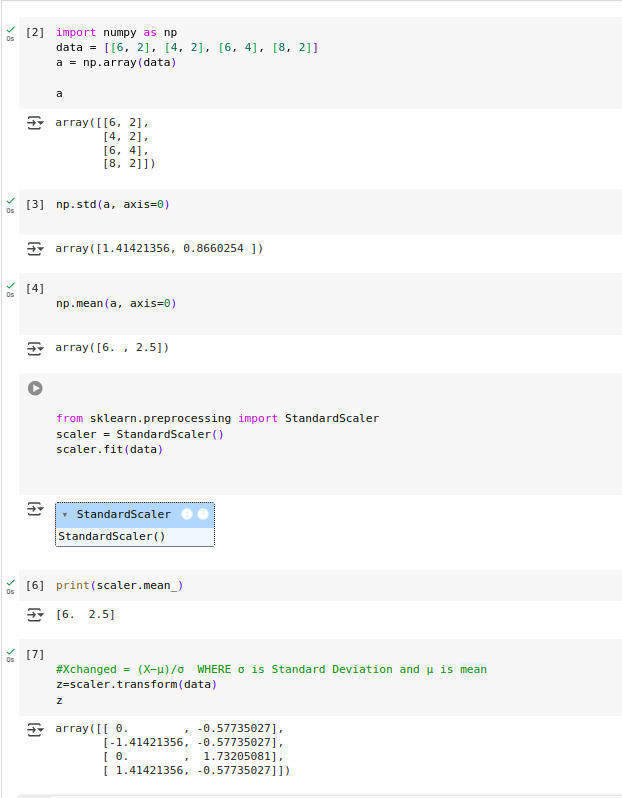 [2] import numpy as np
data = [[6, 2], [4, 2], [6, 4], [8, 2]]
a = np.array(data)
a
array([[6, 2],
[4, 2],
[6, 4],
[8, 2]])
0s
[3] np.std(a, axis=0)
0s
array([1.41421356, 0.8660254 ])
[4]
0s
np.mean(a, axis=0)
array([6. , 2.5])
from sklearn.preprocessing import StandardScaler
scaler = StandardScaler()
scaler.fit(data)
▾ StandardScaler i ?
StandardScaler()
[6] print(scaler.mean_)
0s
[6.  2.5]
[7]
0s
#Xchanged = (X−μ)/σ  WHERE σ is Standard Deviation and μ is mean
z=scaler.transform(data)
z
array([[ 0.        , -0.57735027],
[-1.41421356, -0.57735027],
[ 0.        ,  1.73205081],
[ 1.41421356, -0.57735027]])